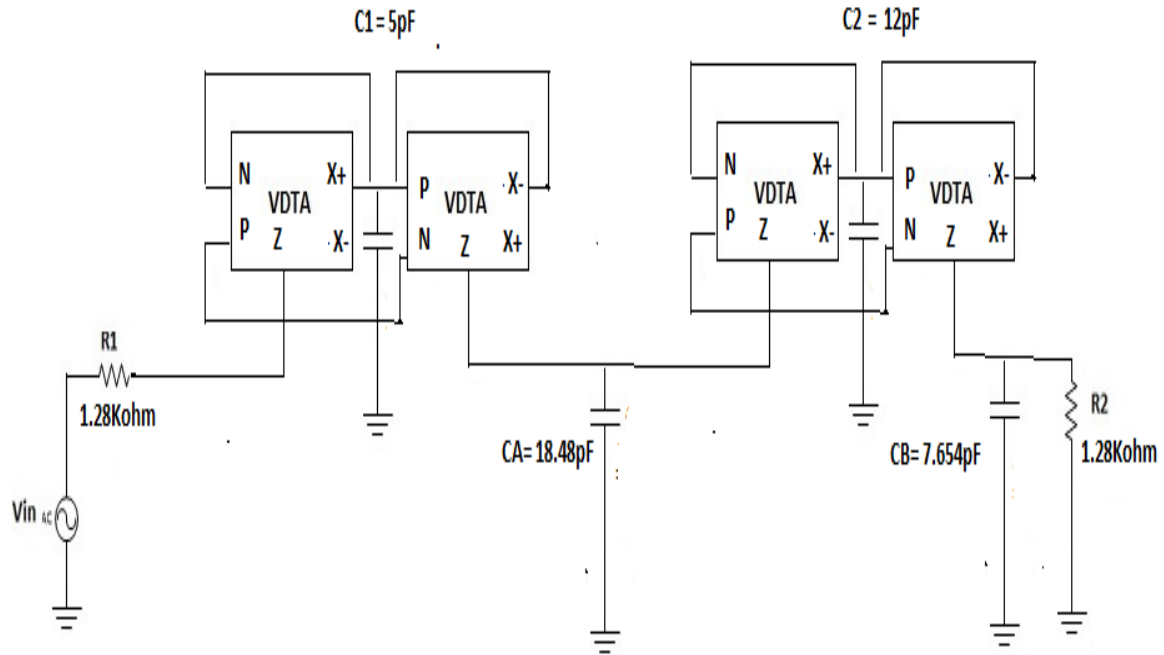 C1 = 5pF
C2 = 12pF
N
X+
VDTA
P
Z
X-
P
X-
VDTA
N
Z
X+
N
X+
VDTA
P
Z
X-
P
X-
VDTA
N
Z
X+
R1
1.28Kohm
Vin
AC
CA= 18.48pF
CB= 7.654pF
R2
1.28Kohm